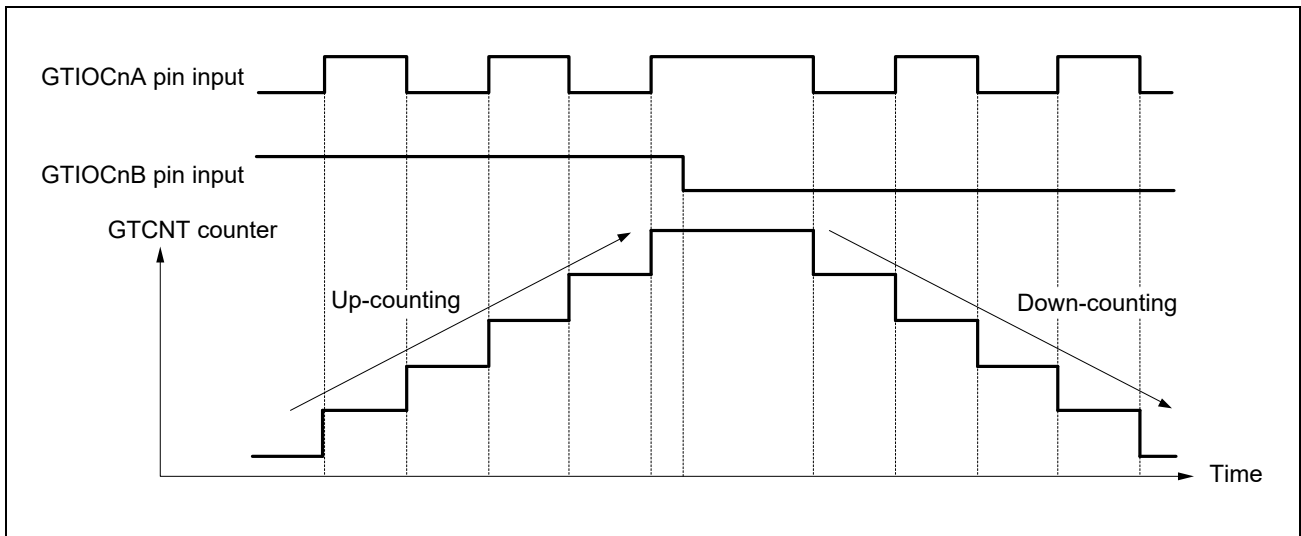 GTIOCnA pin input
GTIOCnB pin input
GTCNT counter
Up-counting
Down-counting
Time